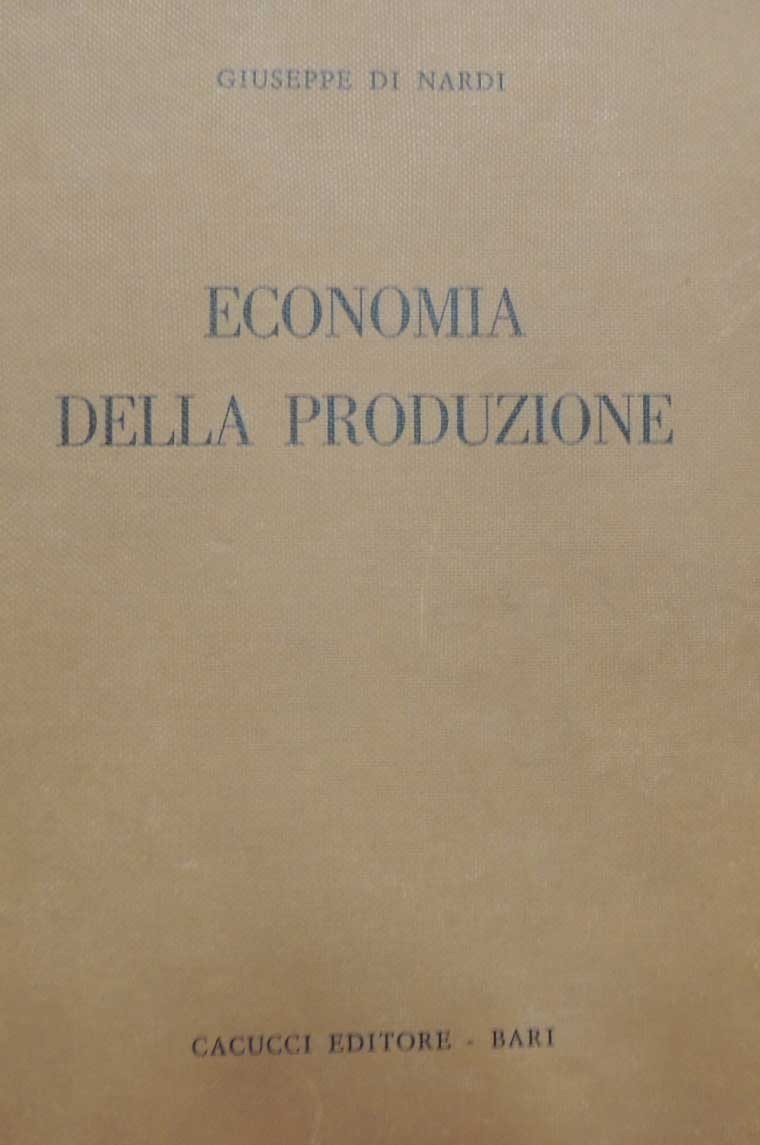 GIUSEPPE DI NARDI
ECONOMIA
DELLA PRODUZIONE
CACUCCI EDITORE - BARI